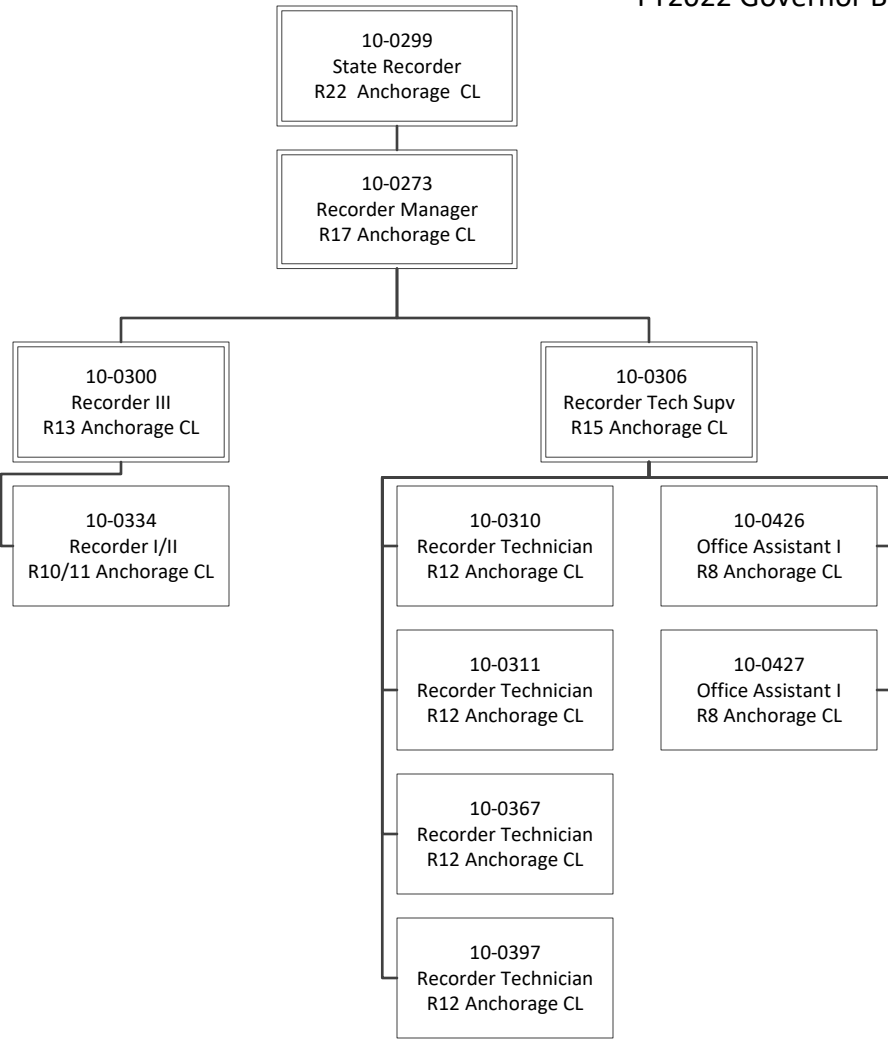 FY2022 Governor B
10-0299
State Recorder
R22 Anchorage CL
10-0273
Recorder Manager
R17 Anchorage CL
10-0300
Recorder III
R13 Anchorage CL
10-0306
Recorder Tech Supv
R15 Anchorage CL
10-0334
Recorder I/II
R10/11 Anchorage CL
10-0310
Recorder Technician
R12 Anchorage CL
10-0426
Office Assistant I
R8 Anchorage CL
10-0311
Recorder Technician
R12 Anchorage CL
10-0427
Office Assistant I
R8 Anchorage CL
10-0367
Recorder Technician
R12 Anchorage CL
10-0397
Recorder Technician
R12 Anchorage CL